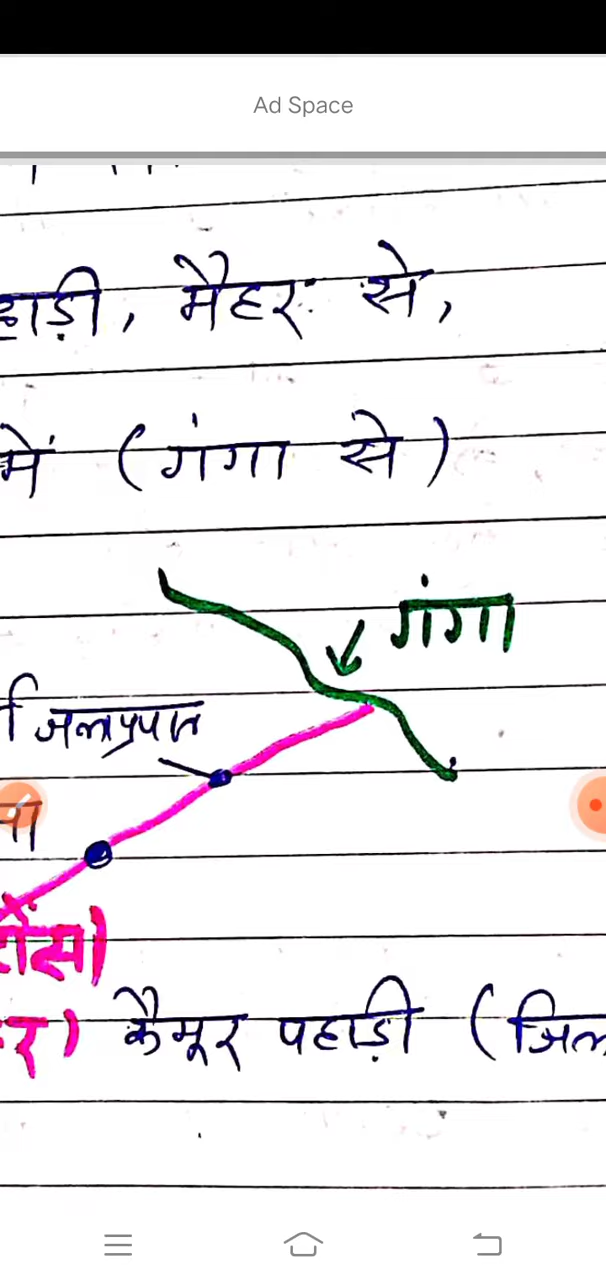 Ad Space
हाड़ी, मैहर से,
में (गंगा से)
गंगा
जलप्रपात
कैमूर पहाड़ी (जिल